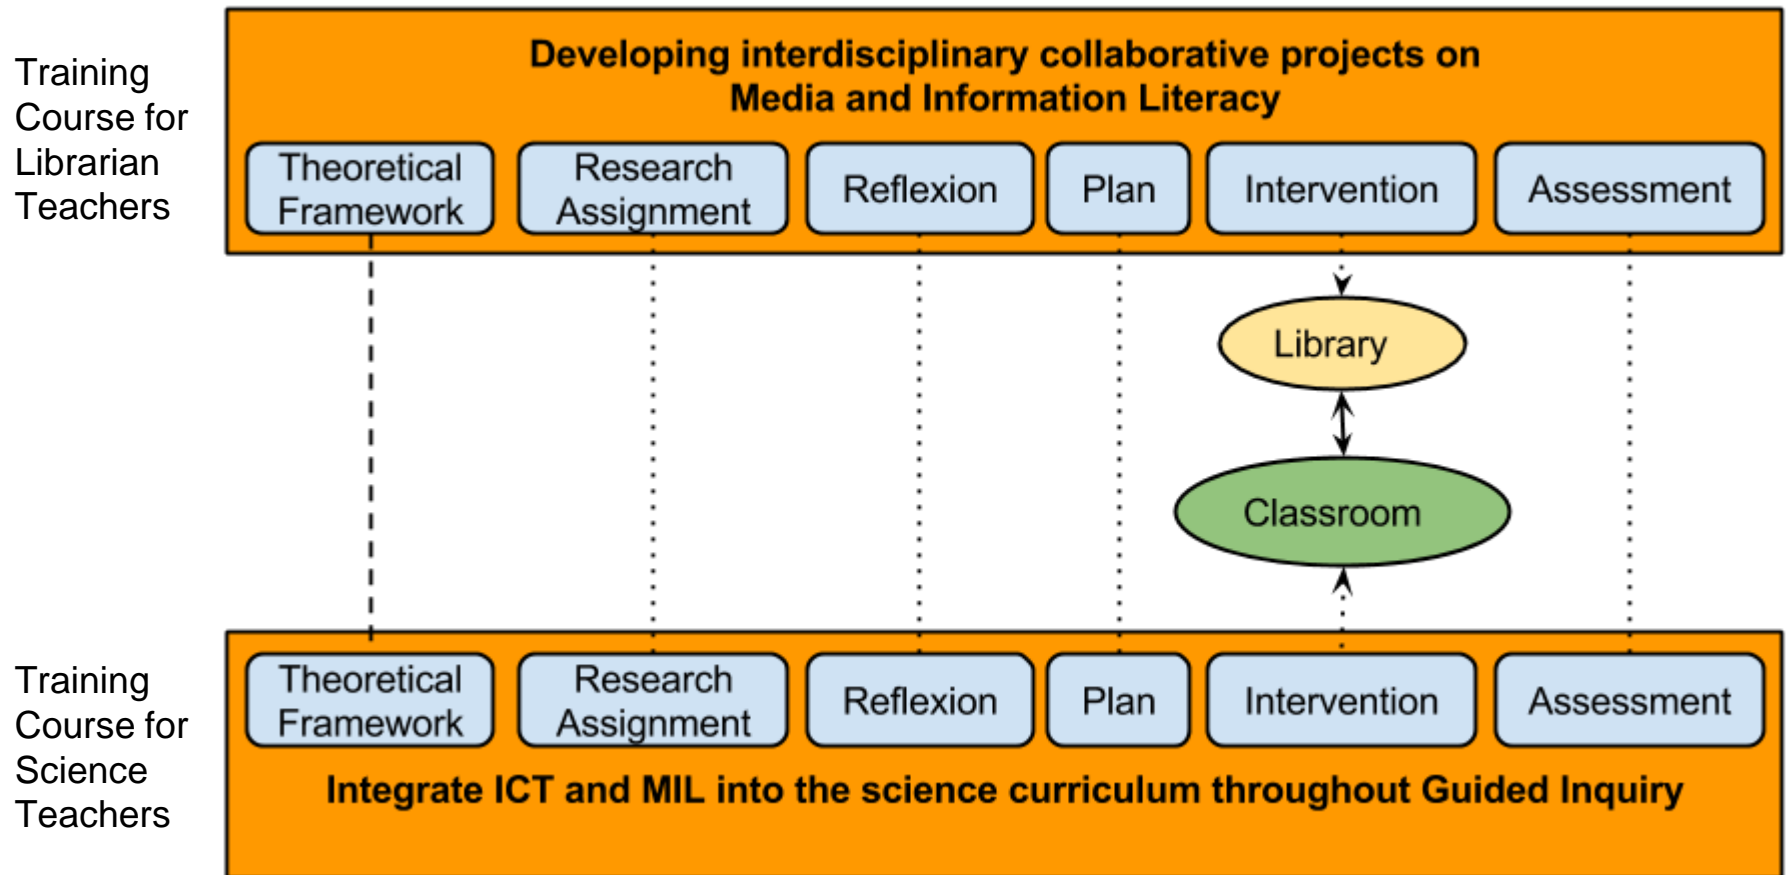 Training
Course for
Librarian
Teachers
Developing interdisciplinary collaborative projects on
Media and Information Literacy
Theoretical
Framework
Research
Assignment
Reflexion
Plan
Intervention
Assessment
Library
Classroom
Training
Course for
Science
Teachers
Theoretical
Framework
Research
Assignment
Reflexion
Plan
Intervention
Assessment
Integrate ICT and MIL into the science curriculum throughout Guided Inquiry